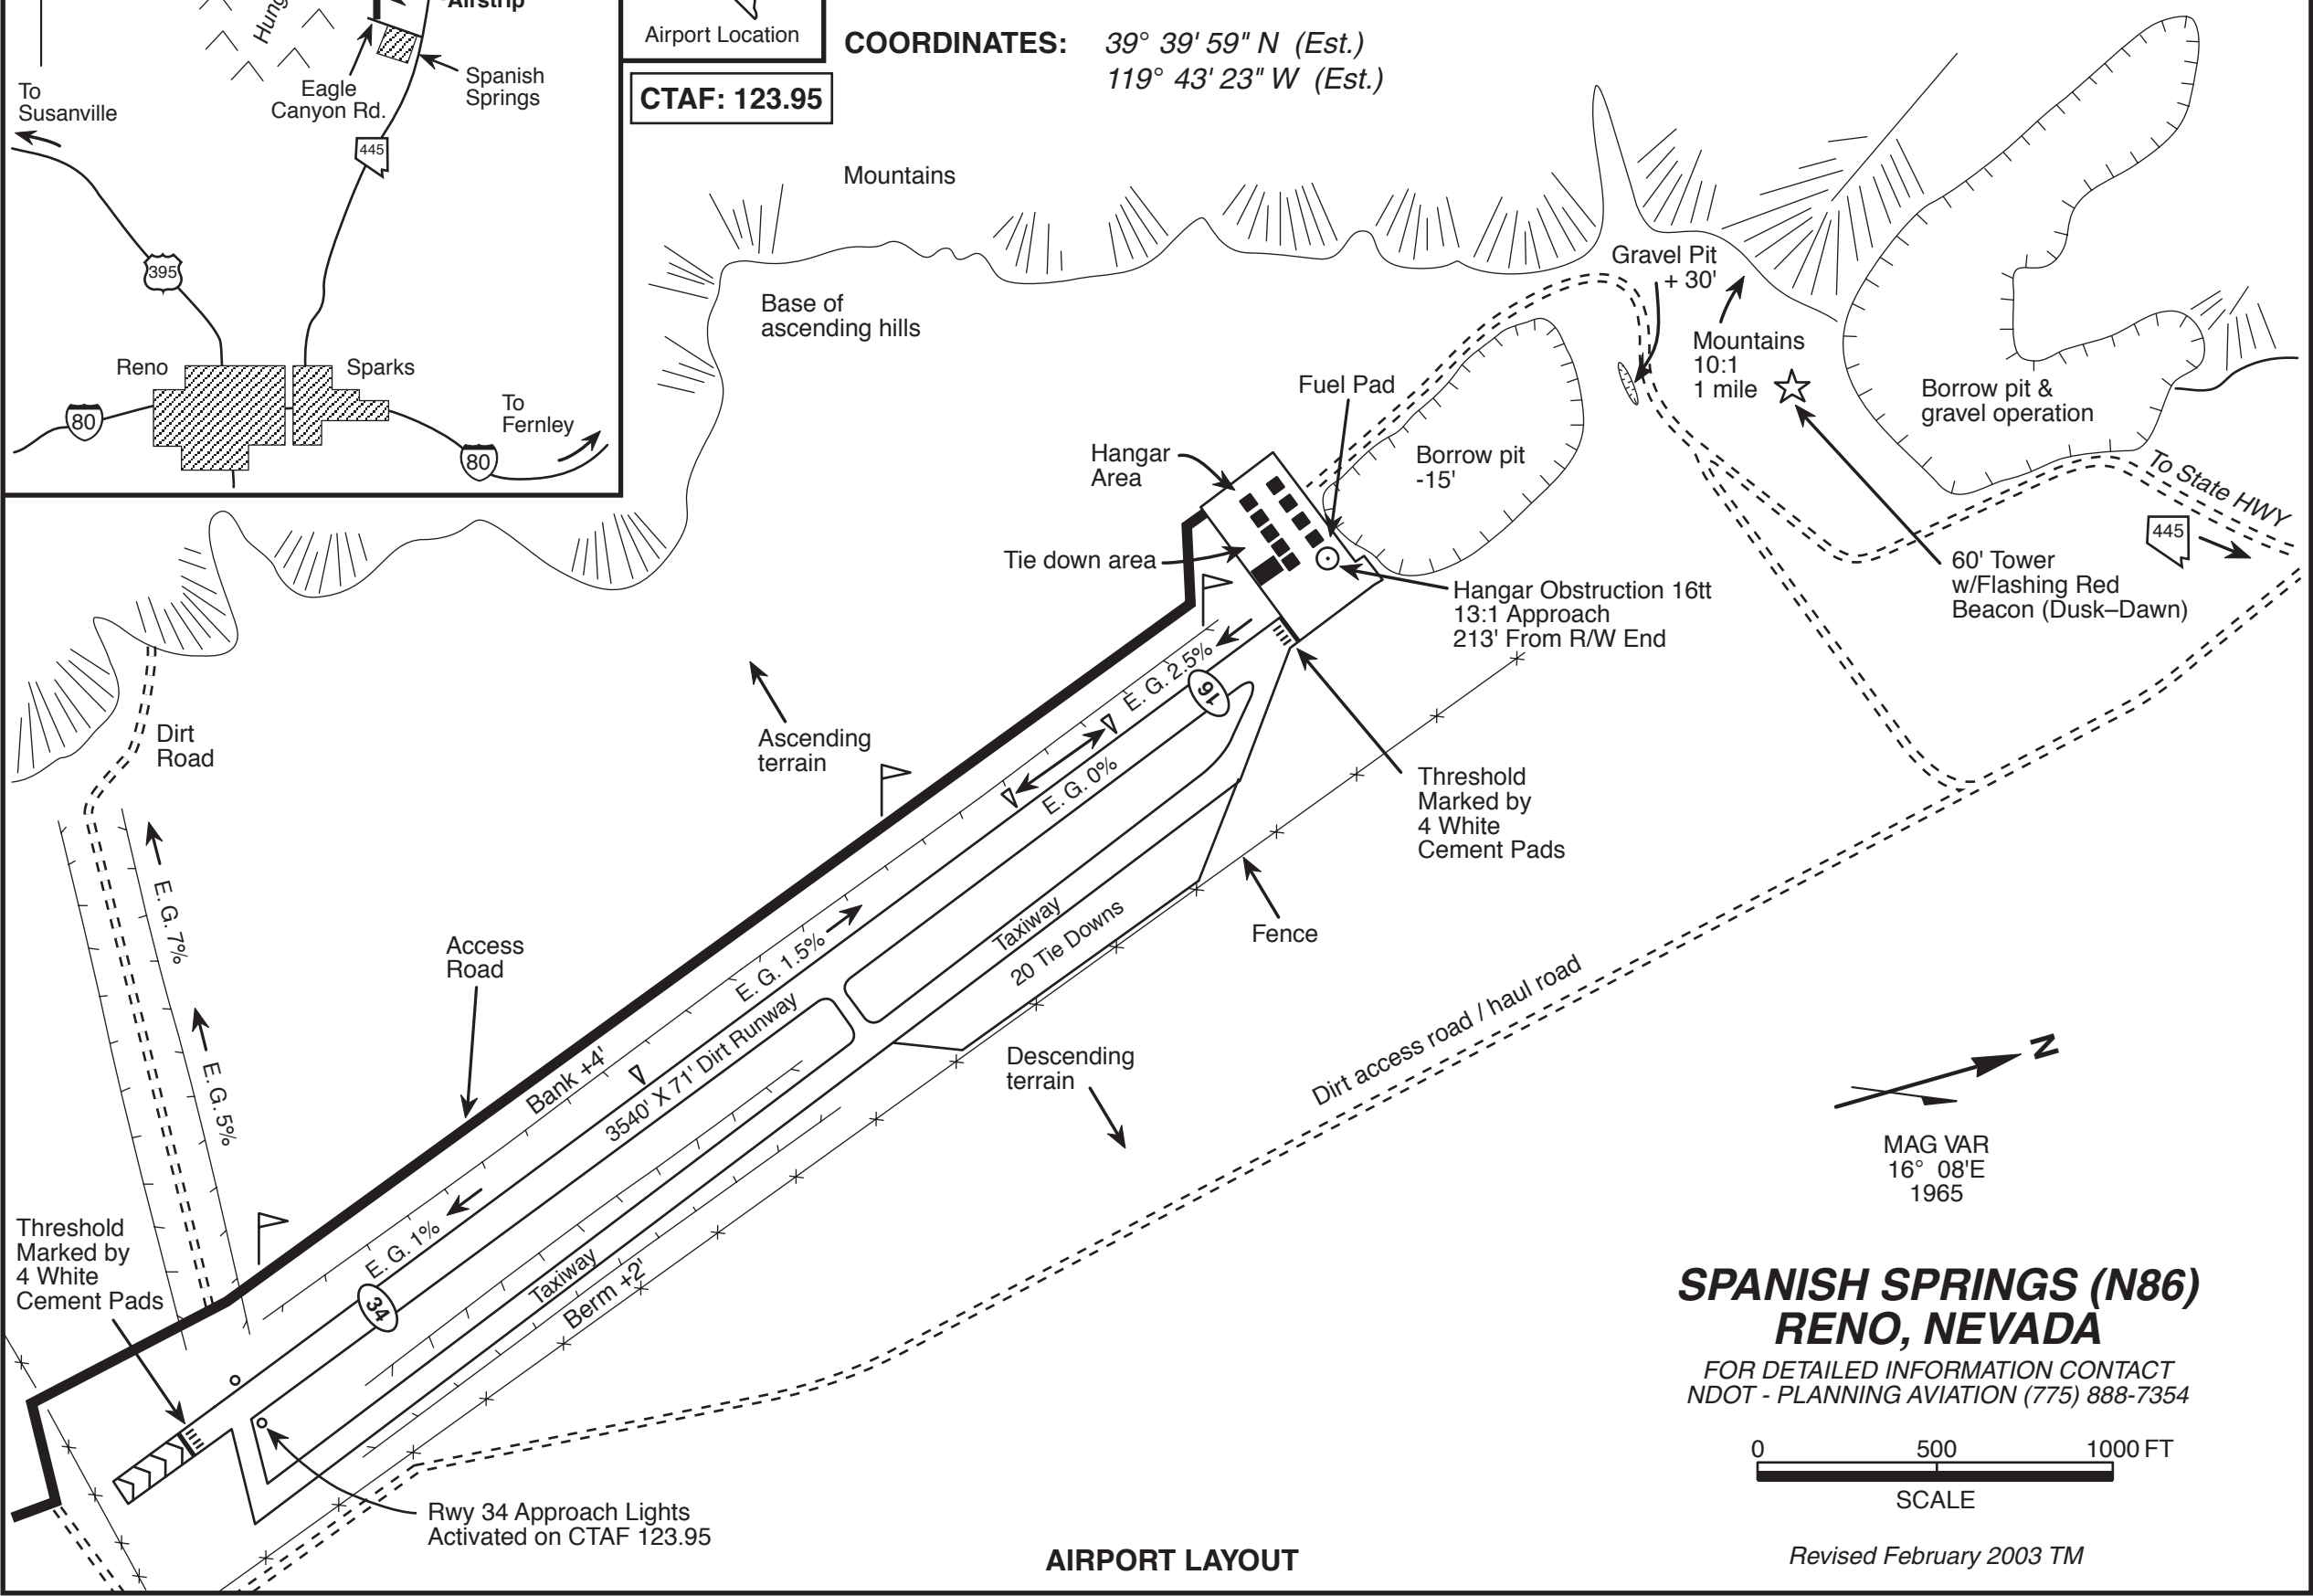 Airstrip
Hung
Eagle
Canyon Rd.
Spanish
Springs
To
Susanville
445
395
Reno
Sparks
80
To
Fernley
80
Airport Location
CTAF: 123.95
COORDINATES: 39° 39' 59" N (Est.)
119° 43' 23" W (Est.)
Mountains
Base of
ascending hills
Gravel Pit
+ 30'
Mountains
10:1
1 mile
Borrow pit &
gravel operation
Fuel Pad
Hangar
Area
Borrow pit
-15'
To State HWY
445
Tie down area
60' Tower
w/Flashing Red
Beacon (Dusk–Dawn)
Hangar Obstruction 16tt
13:1 Approach
213' From R/W End
E. G. 2.5%
16
Dirt
Road
Ascending
terrain
E. G. 0%
Threshold
Marked by
4 White
Cement Pads
E. G. 7%
Access
Road
E. G. 1.5%
Taxiway
20 Tie Downs
Fence
E. G. 5%
Bank +4'
3540' X 71' Dirt Runway
Descending
terrain
Dirt access road / haul road
N
MAG VAR
16° 08'E
1965
Threshold
Marked by
4 White
Cement Pads
E. G. 1%
34
Taxiway
Berm +2'
SPANISH SPRINGS (N86)
RENO, NEVADA
FOR DETAILED INFORMATION CONTACT
NDOT - PLANNING AVIATION (775) 888-7354
0 500 1000 FT
SCALE
Rwy 34 Approach Lights
Activated on CTAF 123.95
AIRPORT LAYOUT
Revised February 2003 TM